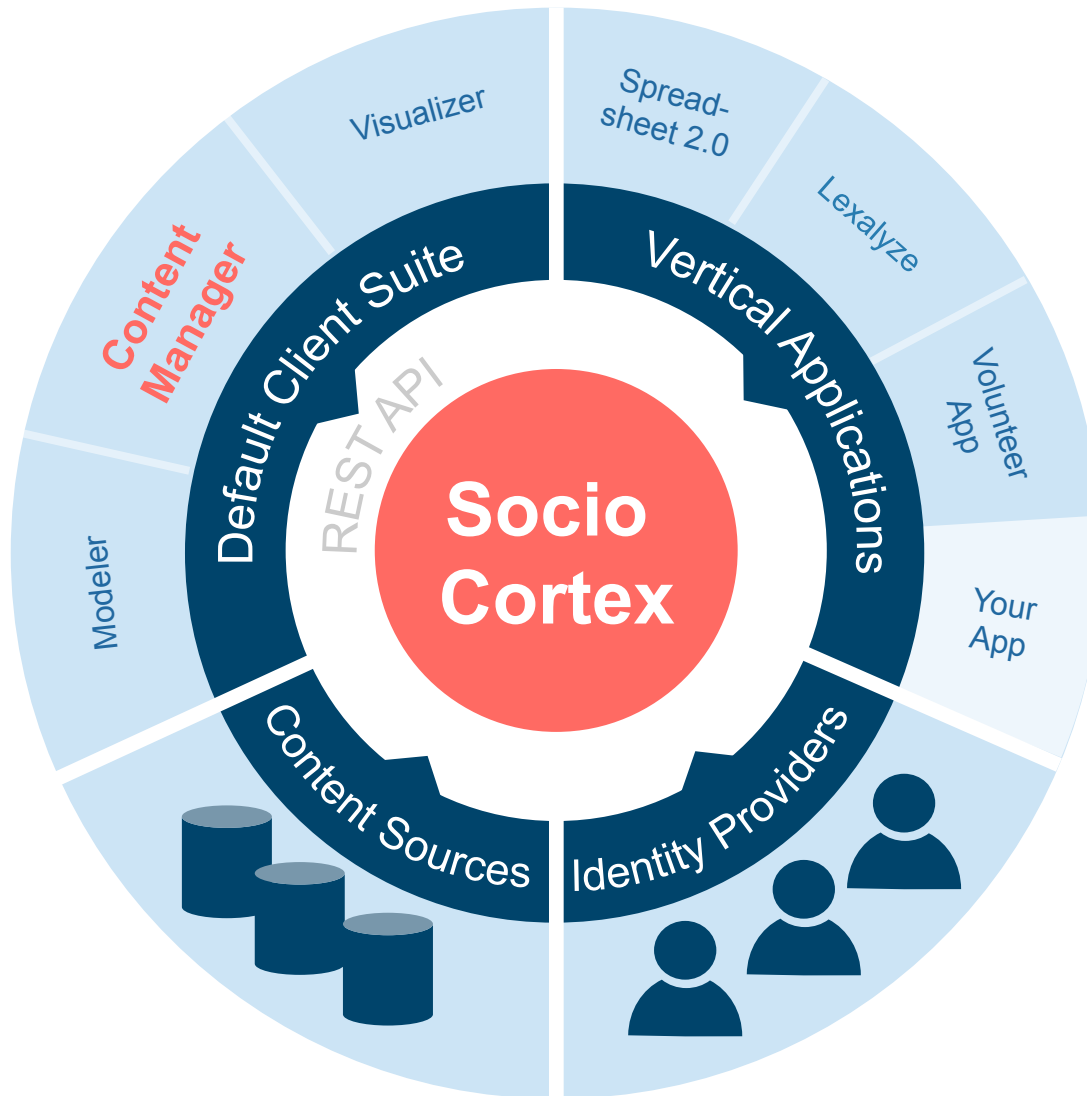 Visualizer
Spread-
sheet 2.0
Content
Manager
Lexalyze
Default Client Suite
Vertical Applications
REST API
Volunteer
App
Socio
Cortex
Modeler
Your
App
Content Sources
Identity Providers